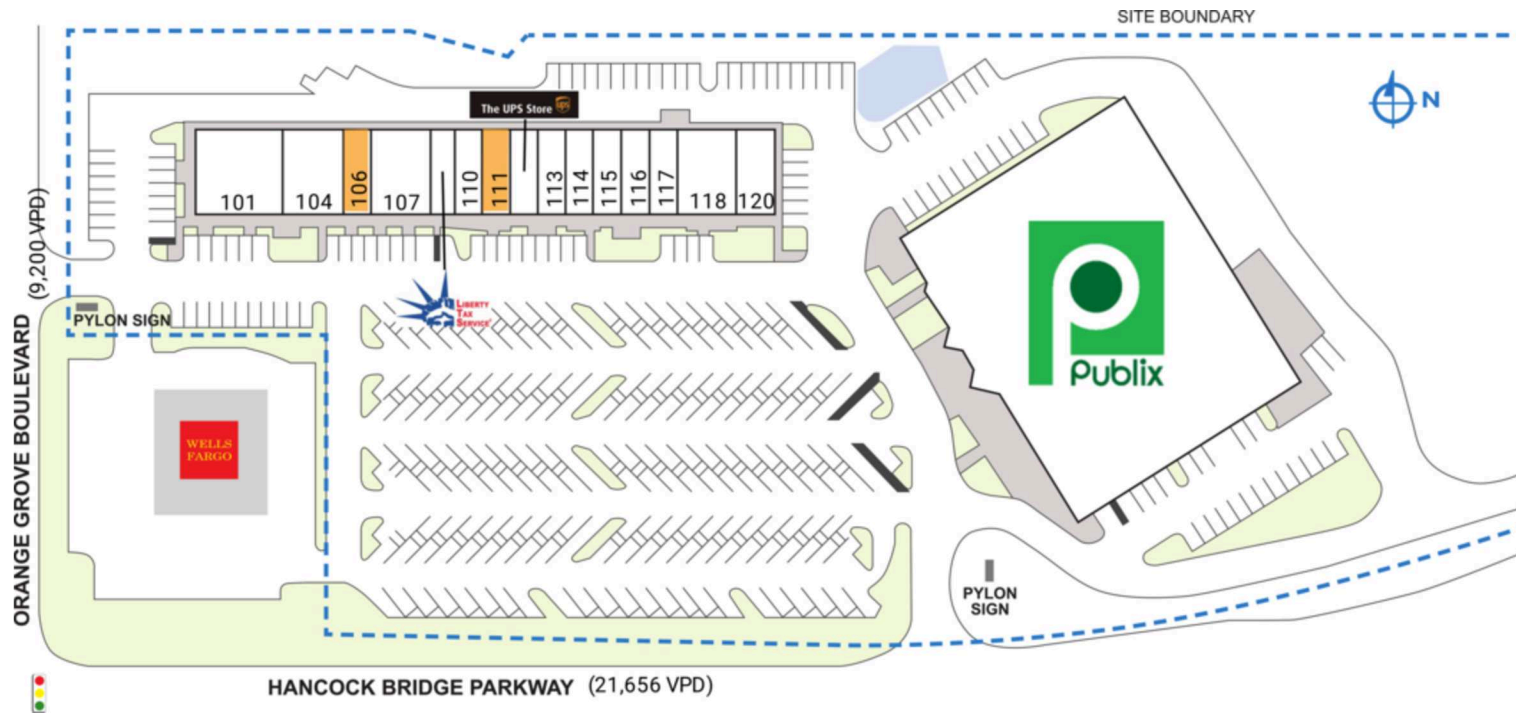 SITE BOUNDARY
The UPS Store
ups
N
101
104
106
107
110
111
113
114
115
116
117
118
120
(9,200 VPD)
ORANGE GROVE BOULEVARD
PYLON SIGN
LIBERTY
TAX
SERVICE
Publix
WELLS
FARGO
PYLON
SIGN
HANCOCK BRIDGE PARKWAY (21,656 VPD)